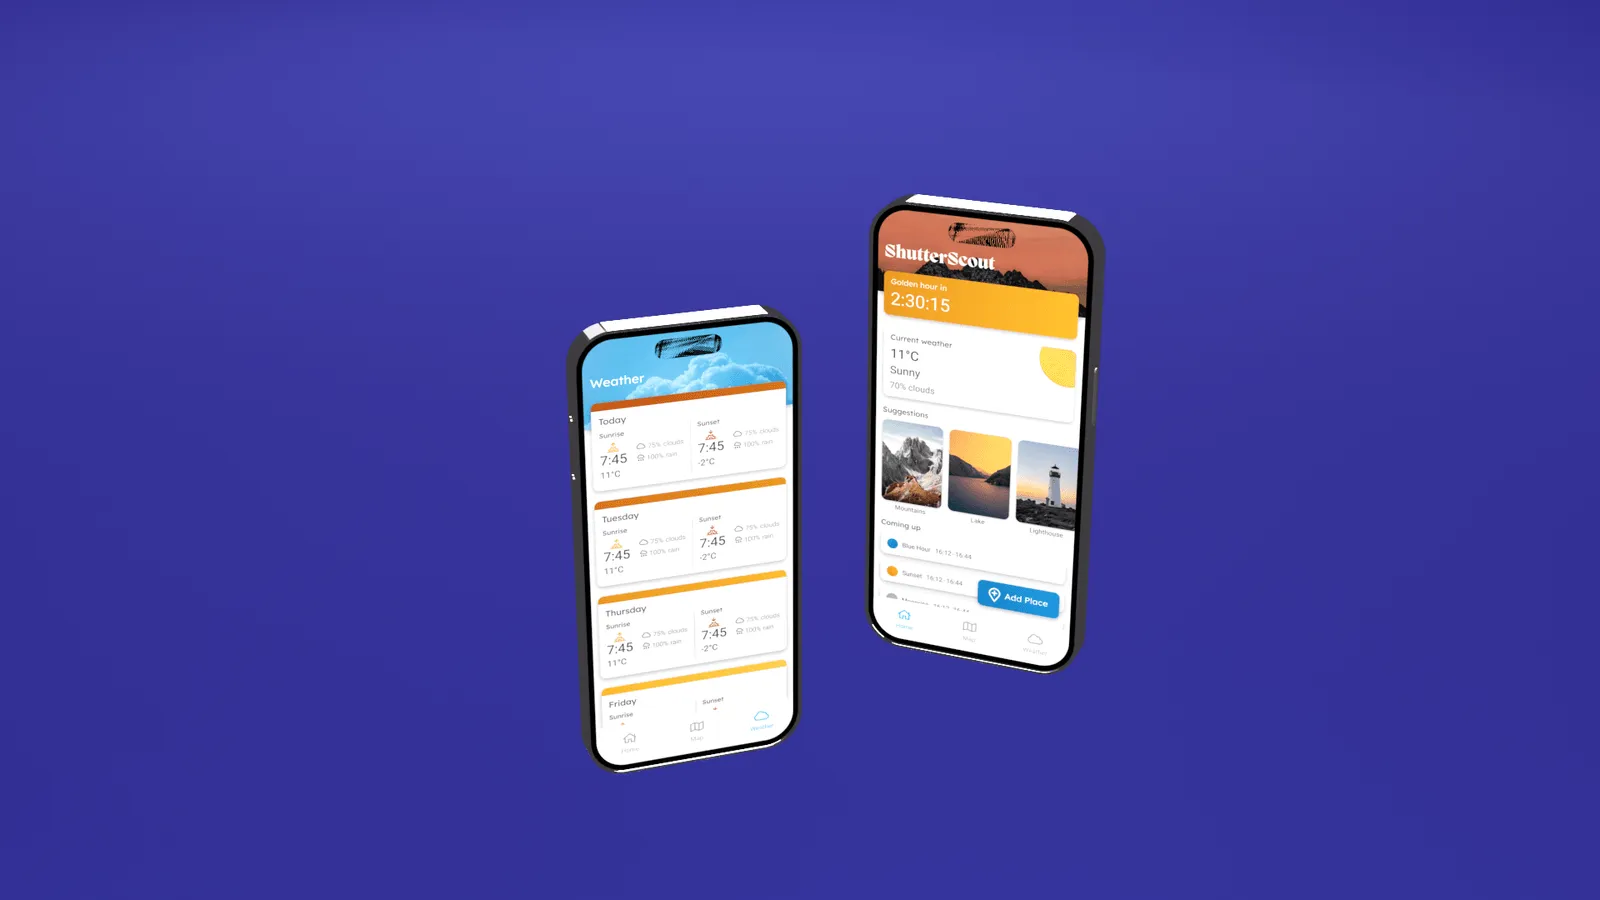 Weather
Today
Sunrise
7:45
75% clouds
100% rain
11°C
Sunset
7:45
75% clouds
100% rain
-2°C
Tuesday
Sunrise
7:45
75% clouds
100% rain
11°C
Sunset
7:45
75% clouds
100% rain
-2°C
Thursday
Sunrise
7:45
75% clouds
100% rain
11°C
Sunset
7:45
75% clouds
100% rain
-2°C
Friday
Sunrise
Sunset
Home
Map
Weather
ShutterScout
Golden hour in
2:30:15
Current weather
11°C
Sunny
70% clouds
Suggestions
Mountains
Lake
Lighthouse
Coming up
Blue Hour 16:12-16:44
Sunset 16:12-16:44
16:12-16:44
Add Place
Home
Map
Weather